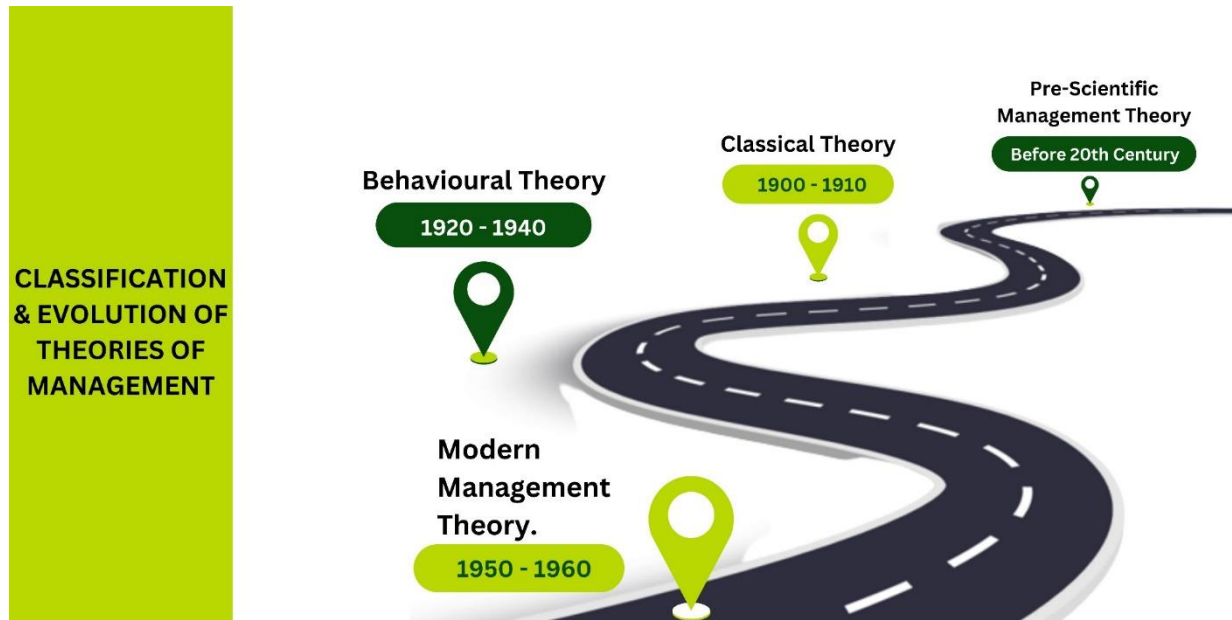 CLASSIFICATION
& EVOLUTION OF
THEORIES OF
MANAGEMENT
Pre-Scientific
Management Theory
Before 20th Century
Classical Theory
1900 - 1910
Behavioural Theory
1920 - 1940
Modern
Management
Theory.
1950 - 1960